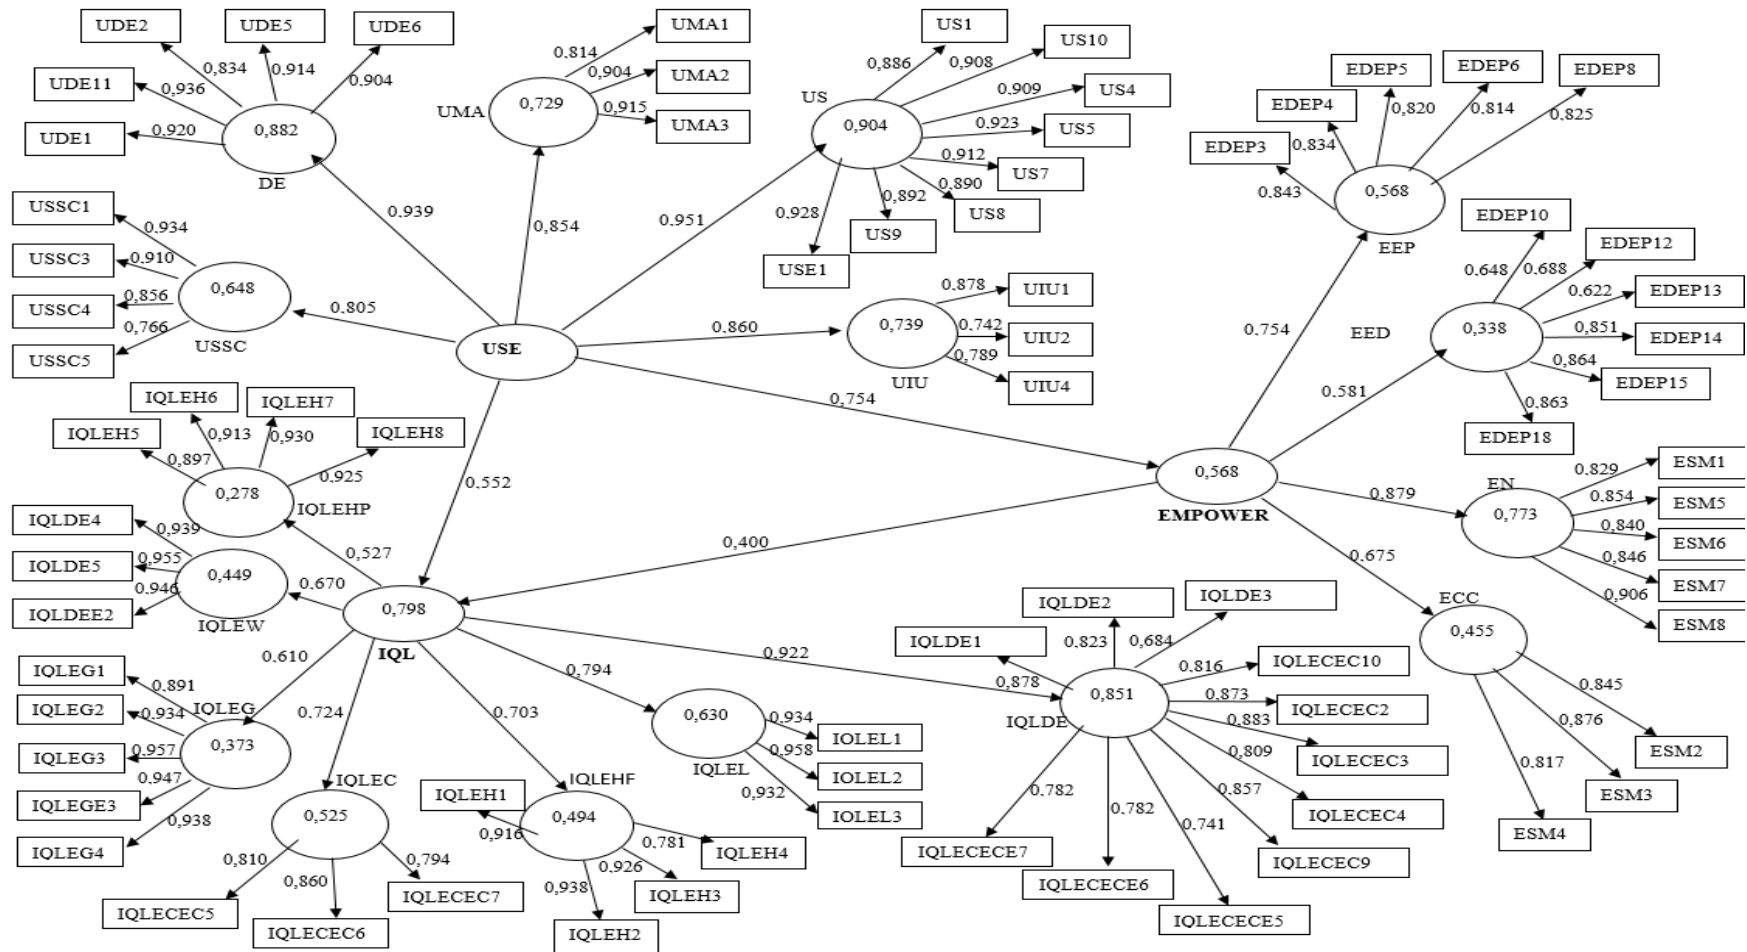 UDE2
UDE5
UDE6
UDE11
UDE1
0,834
0,914
0,904
0,936
0,920
0,882
DE
UMA1
UMA2
UMA3
0.814
0,904
0,915
0,729
UMA
US
US1
US10
US4
US5
US7
US8
US9
USE1
0,886
0,908
0,909
0,923
0,912
0,890
0,892
0,928
0,904
EDEP3
EDEP4
EDEP5
EDEP6
EDEP8
0.843
0.834
0,820
0,814
0.825
0,568
EEP
USSC1
USSC3
USSC4
USSC5
0,934
0,910
0,856
0,766
0,648
USSC
0.939
0,854
0.951
0.805
0.860
USE
0,754
0.552
UIU1
UIU2
UIU4
0,878
0.742
0,789
0,739
UIU
EDEP10
EDEP12
EDEP13
EDEP14
EDEP15
EDEP18
0.648
0.688
0.622
0,851
0,864
0,863
0,338
EED
0.754
0.581
0,568
EMPOWER
0.879
0.675
0,400
EN
0,773
0.829
0.854
0,840
0,846
0,906
ESM1
ESM5
ESM6
ESM7
ESM8
ECC
0,455
0.845
0,876
0,817
ESM2
ESM3
ESM4
IQLEH6
IQLEH7
IQLEH5
IQLEH8
0,913
0,930
0,897
0,925
0,278
IQLEHP
0,527
IQLDE4
IQLDE5
IQLDEE2
0,939
0,955
0,946
0,449
IQLEW
0.670
0,798
IQL
0.610
0.724
0.703
0,794
0.922
IQLEG1
IQLEG2
IQLEG3
IQLEGE3
IQLEG4
0.891
0,934
0,957
0,947
0,938
IQLEG
0,373
IQLEC
0,525
0,810
0,860
0,794
IQLECEC5
IQLECEC6
IQLECEC7
IQLEHF
0,494
IQLEH1
IQLEH2
IQLEH3
IQLEH4
0,916
0,938
0,926
0.781
0,630
IQLEL
0,934
0,958
0,932
IOLEL1
IOLEL2
IOLEL3
IQLDE1
IQLDE2
IQLDE3
0.878
0.823
0,684
0,851
IQLDE
0.816
0.873
0.883
0,809
0,857
0,741
0.782
0.782
IQLECEC10
IQLECEC2
IQLECEC3
IQLECEC4
IQLECEC9
IQLECECE5
IQLECECE6
IQLECECE7